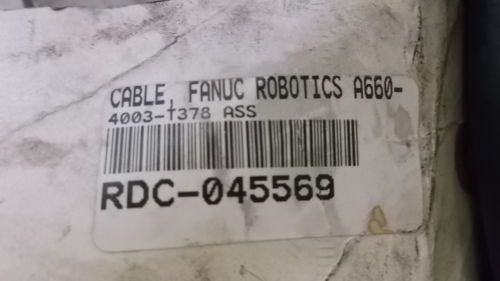 CABLE, FANUC ROBOTICS A660-
4003-T378 ASS
RDC-045569